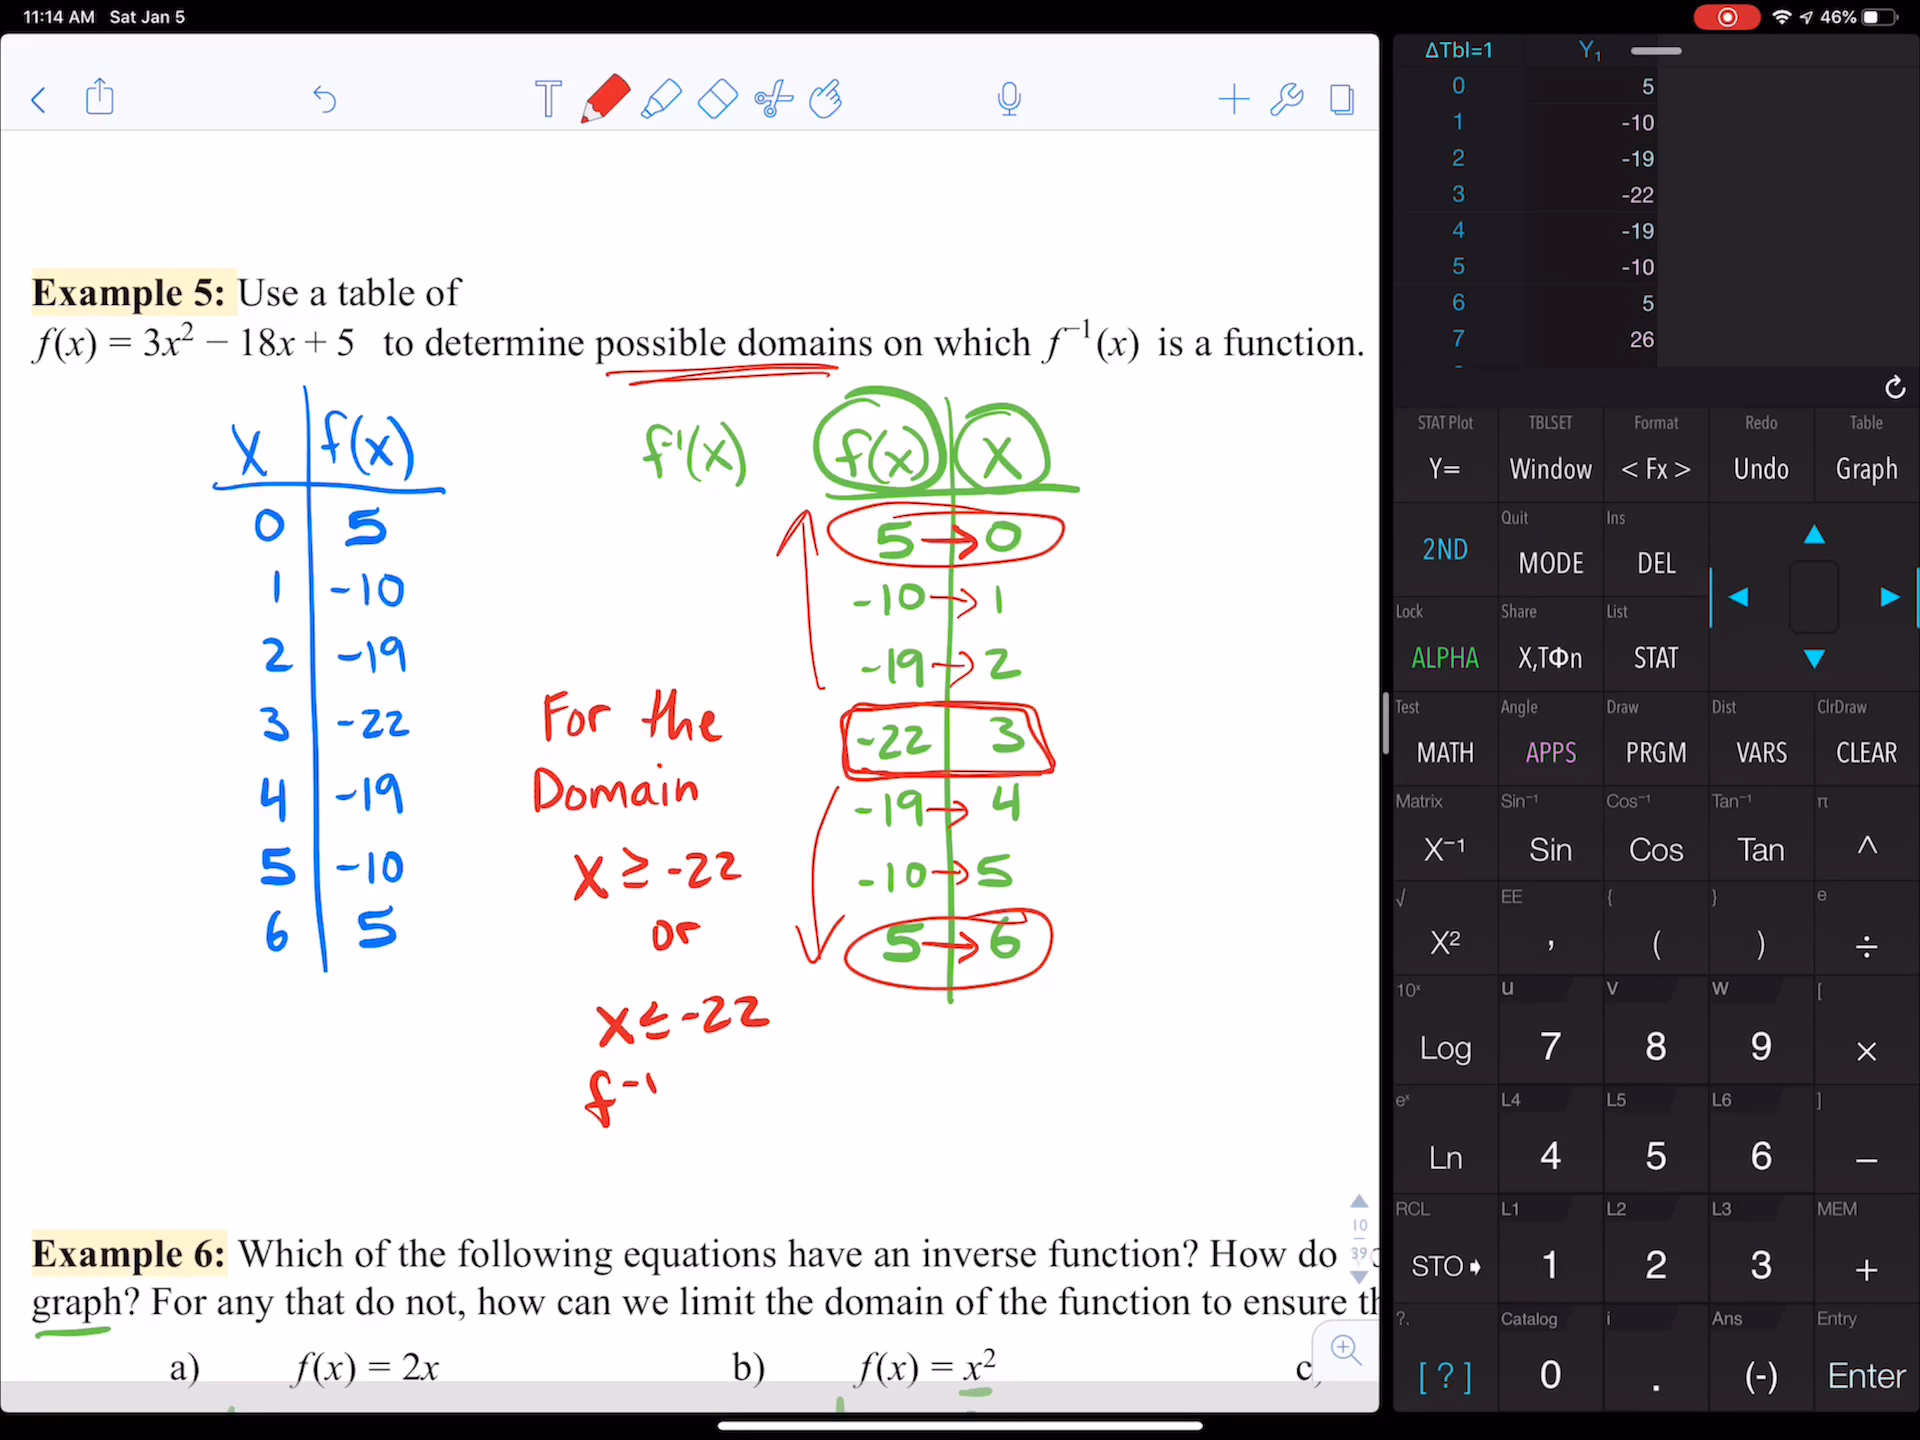 11:14 AM Sat Jan 5
46%
Example 5: Use a table of
f(x) = 3x² − 18x + 5 to determine possible domains on which f⁻¹(x) is a function.
x f(x)
0 5
1 -10
2 -19
3 -22
4 -19
5 -10
6 5
f⁻¹(x)
f(x) x
5 → 0
-10 → 1
-19 → 2
-22 3
-19 → 4
-10 → 5
5 → 6
For the
Domain
x ≥ -22
or
x ≤ -22
f⁻¹
10
39
Example 6: Which of the following equations have an inverse function? How do
graph? For any that do not, how can we limit the domain of the function to ensure
a) f(x) = 2x b) f(x) = x² c
ΔTbl=1 Y₁
0 5
1 -10
2 -19
3 -22
4 -19
5 -10
6 5
7 26
STAT Plot TBLSET Format Redo Table
Y= Window < Fx > Undo Graph
Quit Ins
2ND MODE DEL
Lock Share List
ALPHA X,TΦn STAT
Test Angle Draw Dist ClrDraw
MATH APPS PRGM VARS CLEAR
Matrix Sin⁻¹ Cos⁻¹ Tan⁻¹ π
X⁻¹ Sin Cos Tan ^
√ EE { } e
X² , ( ) ÷
10ˣ u v w [
Log 7 8 9 ×
eˣ L4 L5 L6 ]
Ln 4 5 6 −
RCL L1 L2 L3 MEM
STO➧ 1 2 3 +
?. Catalog i Ans Entry
[ ? ] 0 . (-) Enter